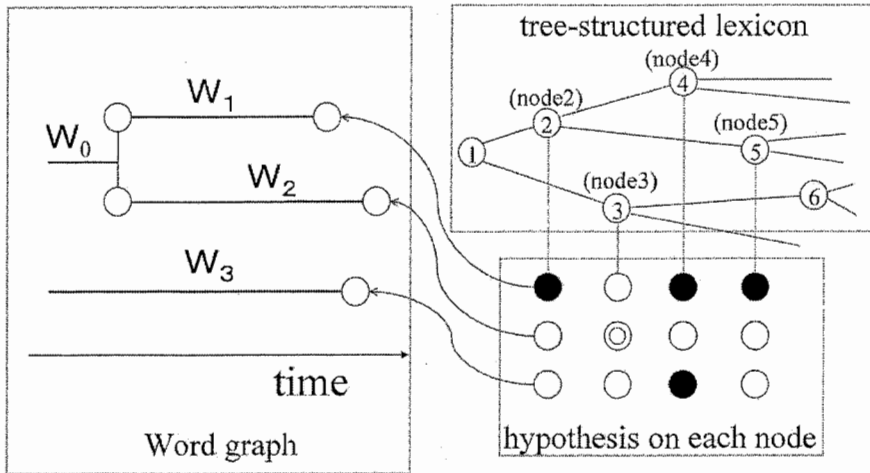 W0
W1
W2
W3
time
Word graph
tree-structured lexicon
(node4)
4
(node2)
2
(node5)
5
1
(node3)
3
6
hypothesis on each node